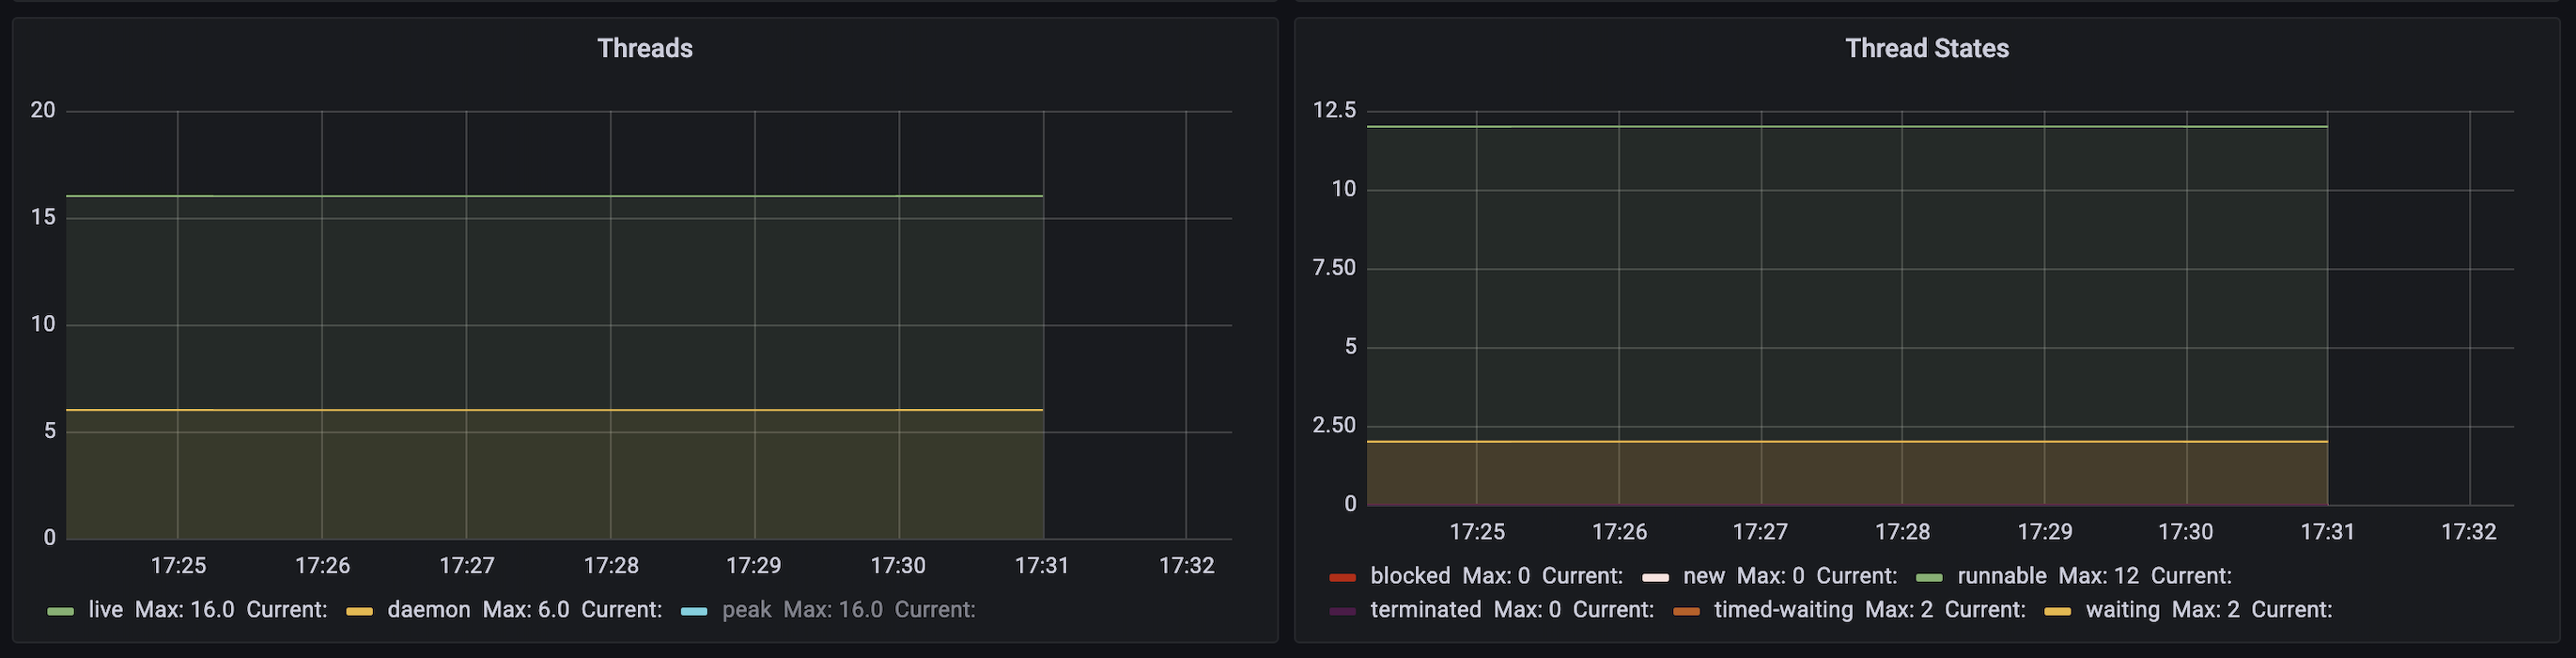 Threads
20
15
10
5
0
17:25 17:26 17:27 17:28 17:29 17:30 17:31 17:32
live Max: 16.0 Current: daemon Max: 6.0 Current: peak Max: 16.0 Current:
Thread States
12.5
10
7.50
5
2.50
0
17:25 17:26 17:27 17:28 17:29 17:30 17:31 17:32
blocked Max: 0 Current: new Max: 0 Current: runnable Max: 12 Current:
terminated Max: 0 Current: timed-waiting Max: 2 Current: waiting Max: 2 Current: